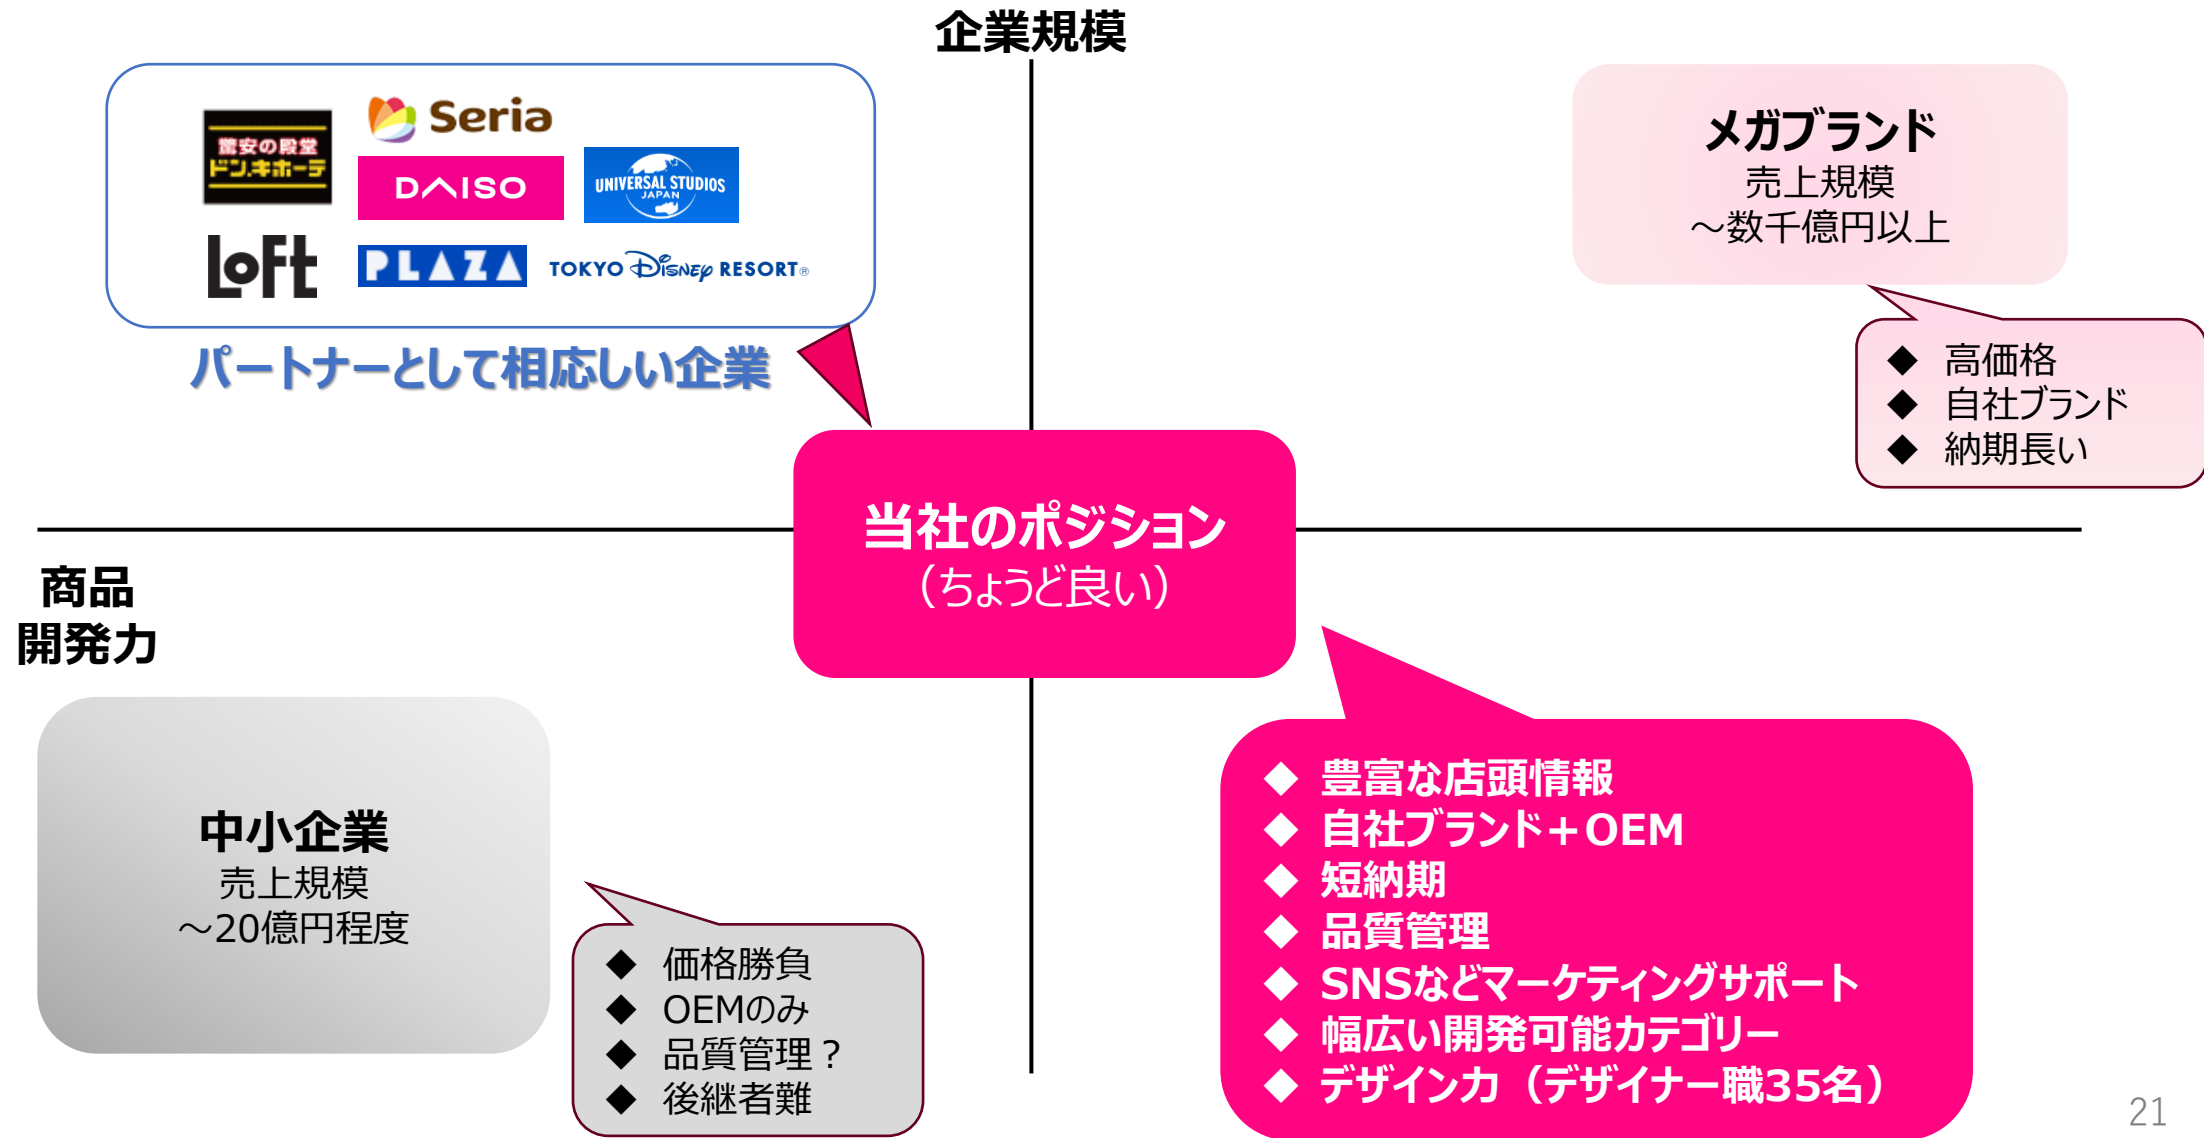 企業規模
驚安の殿堂
ドン.キホーテ
Seria
DAISO
UNIVERSAL STUDIOS
JAPAN
LOFT
PLAZA
TOKYO Disney RESORT®
パートナーとして相応しい企業
メガブランド
売上規模
～数千億円以上
◆ 高価格
◆ 自社ブランド
◆ 納期長い
当社のポジション
（ちょうど良い）
商品
開発力
中小企業
売上規模
～20億円程度
◆ 価格勝負
◆ OEMのみ
◆ 品質管理？
◆ 後継者難
◆ 豊富な店頭情報
◆ 自社ブランド＋OEM
◆ 短納期
◆ 品質管理
◆ SNSなどマーケティングサポート
◆ 幅広い開発可能カテゴリー
◆ デザイン力（デザイナー職35名）
21